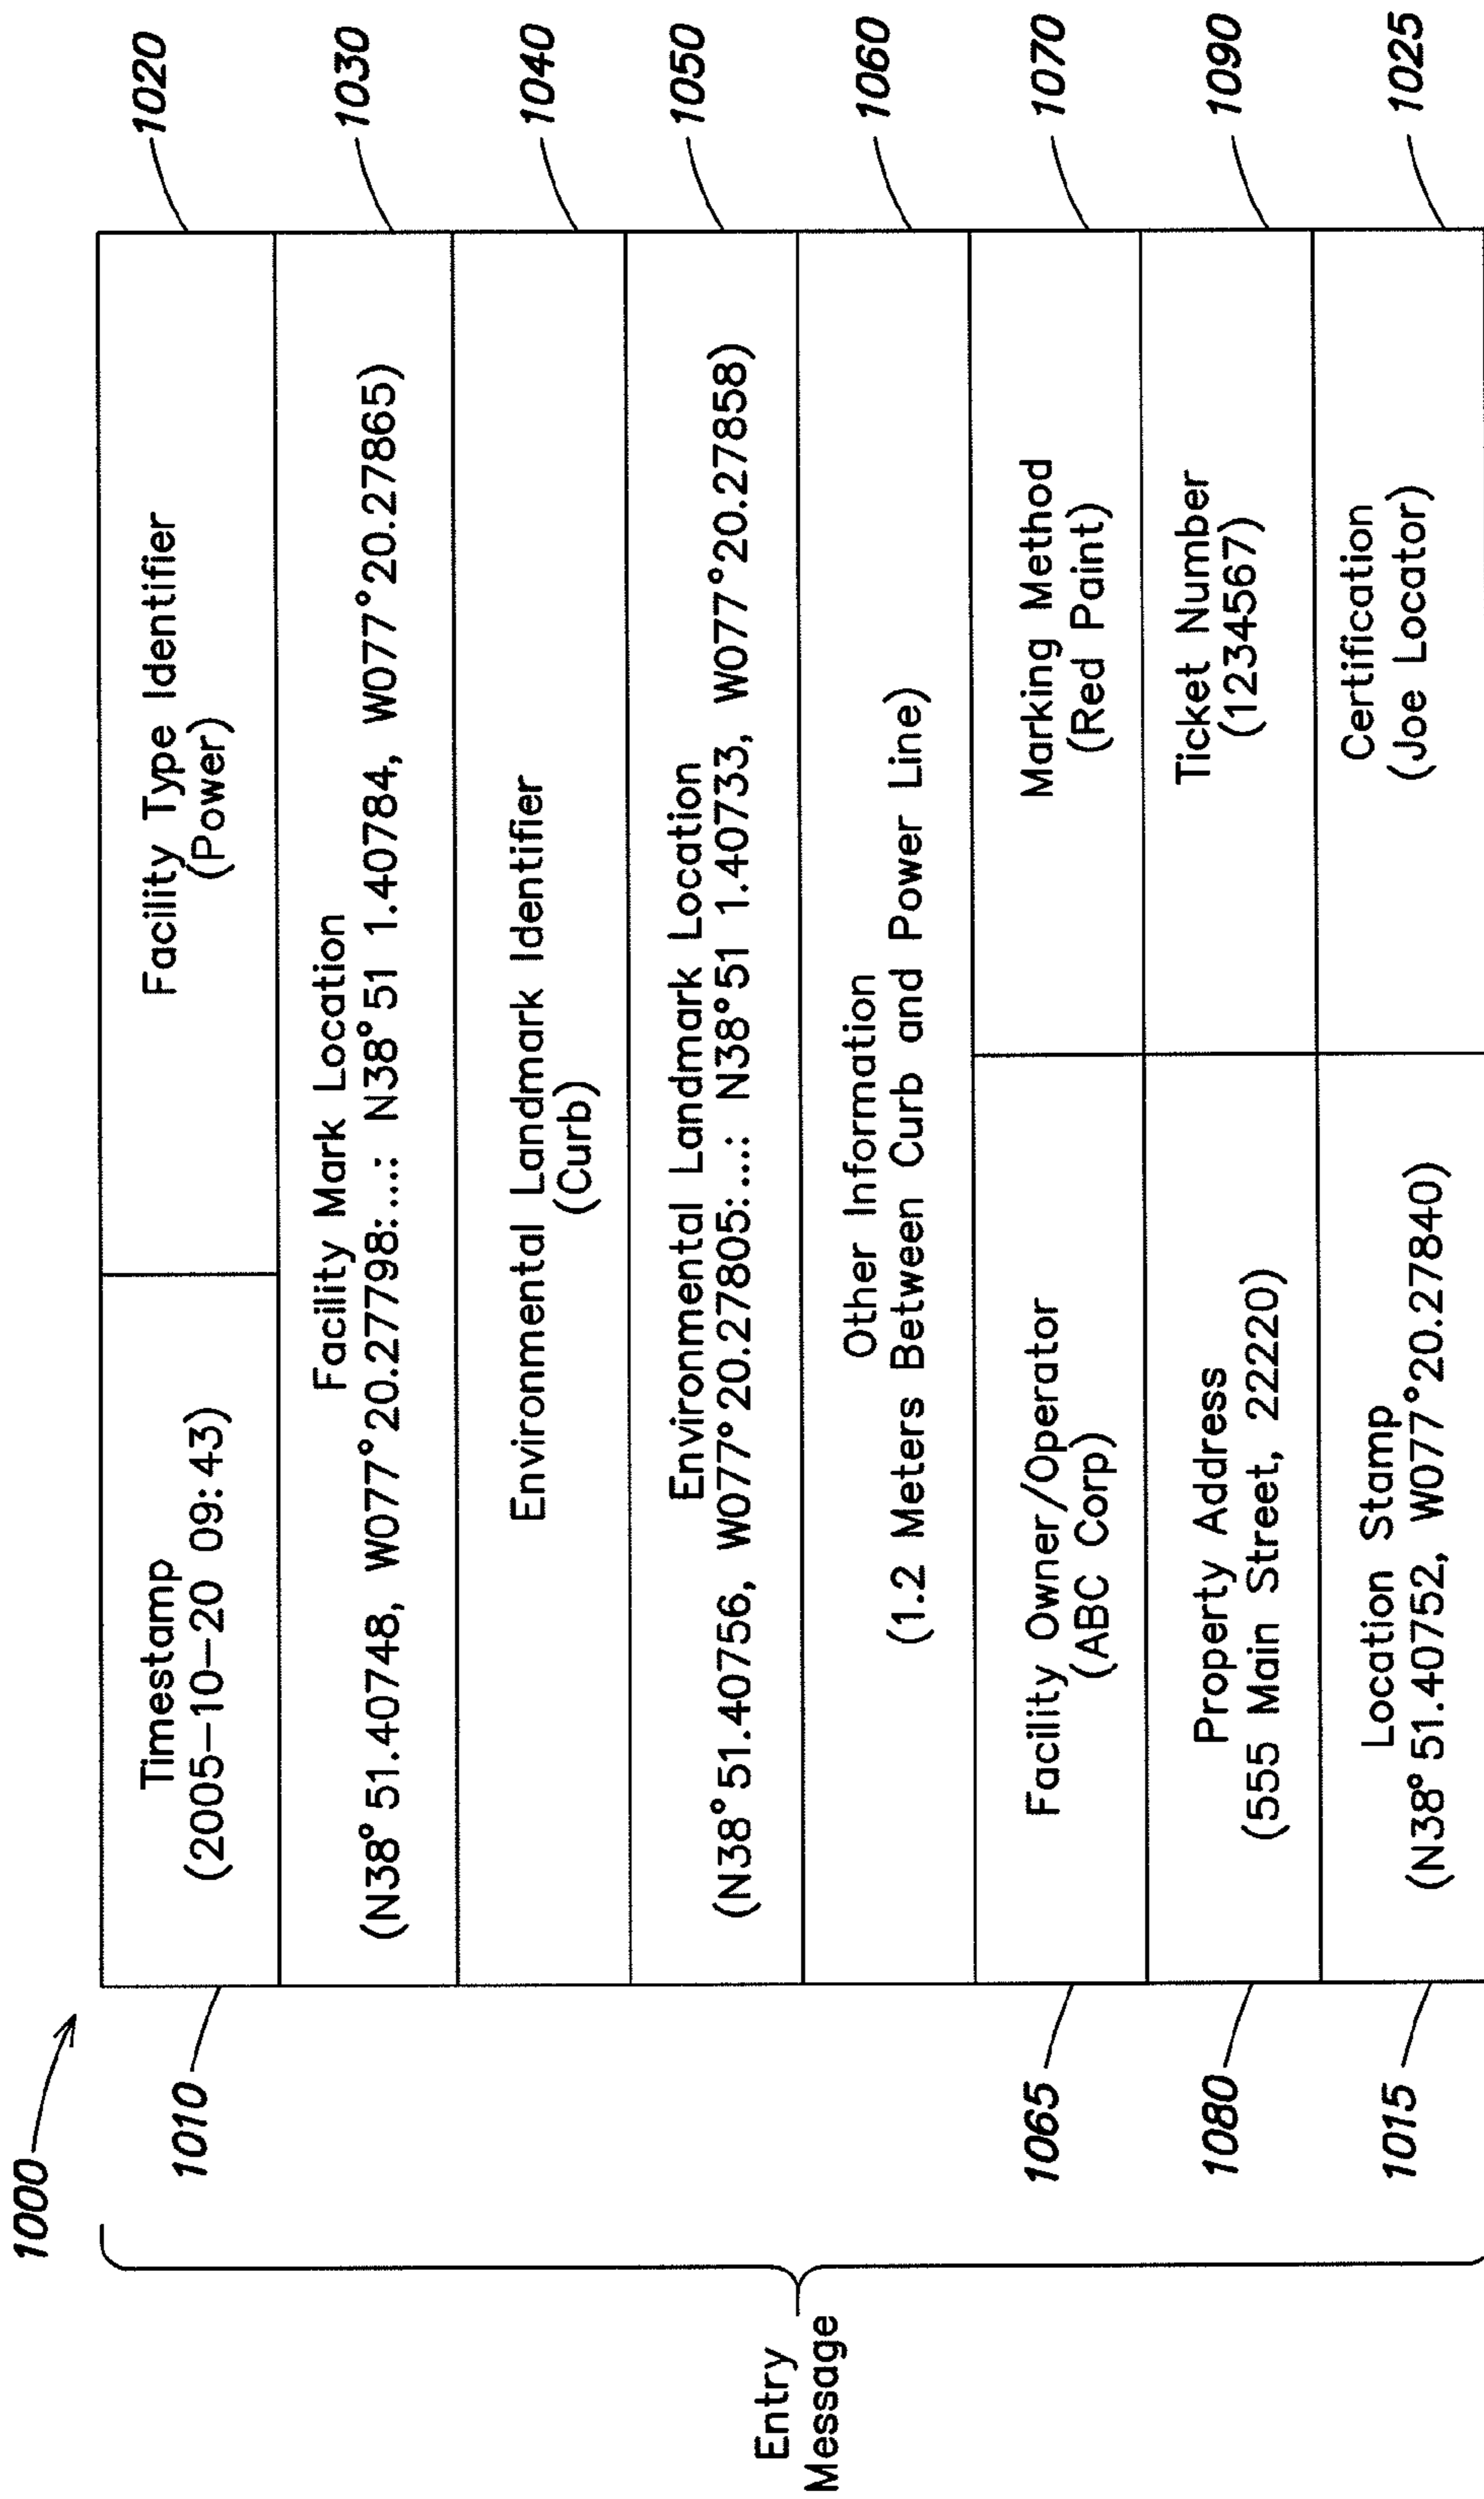 1000
Entry
Message
1010
Timestamp
(2005-10-20 09:43)
Facility Type Identifier
(Power)
1020
Facility Mark Location
(N38°51.40748, W077°20.27798:....: N38°51 1.40784, W077°20.27865)
1030
Environmental Landmark Identifier
(Curb)
1040
Environmental Landmark Location
(N38°51.40756, W077°20.27805:....: N38°51 1.40733, W077°20.27858)
1050
Other Information
(1.2 Meters Between Curb and Power Line)
1060
1065
Facility Owner/Operator
(ABC Corp)
Marking Method
(Red Paint)
1070
1080
Property Address
(555 Main Street, 22220)
Ticket Number
(1234567)
1090
1015
Location Stamp
(N38°51.40752, W077°20.27840)
Certification
(Joe Locator)
1025